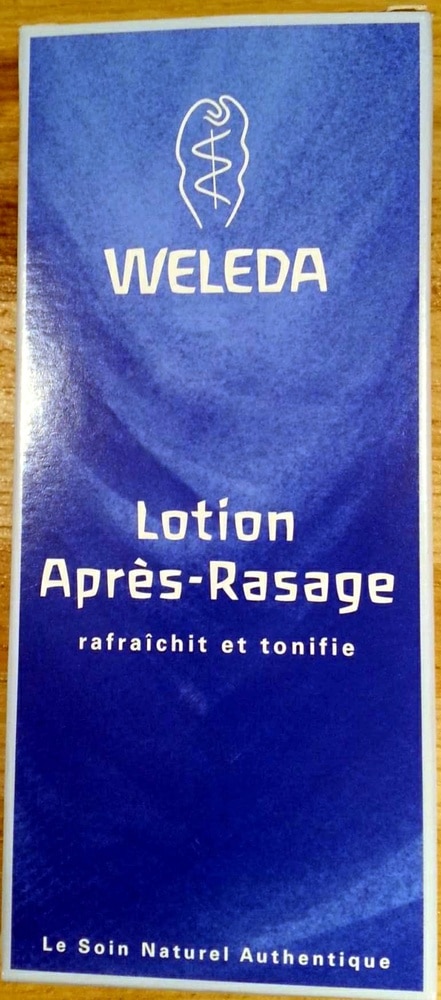 WELEDA
Lotion
Après-Rasage
rafraîchit et tonifie
Le Soin Naturel Authentique